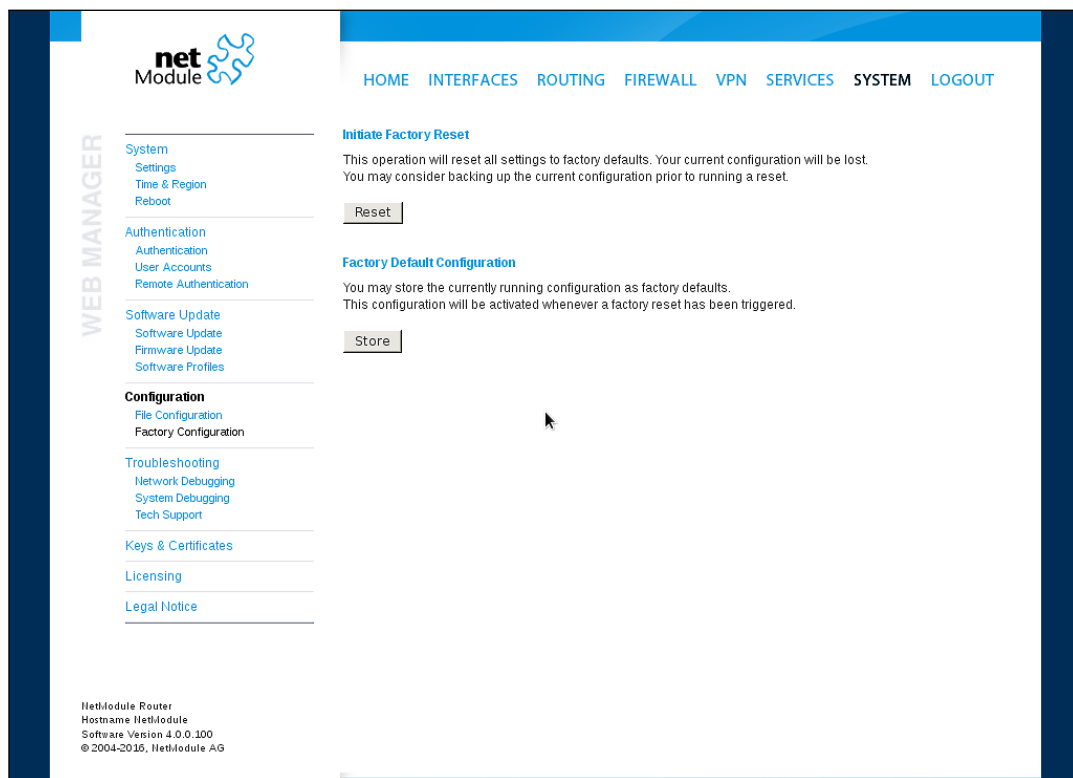 net
Module
HOME INTERFACES ROUTING FIREWALL VPN SERVICES SYSTEM LOGOUT
WEB MANAGER
System
Settings
Time & Region
Reboot
Authentication
Authentication
User Accounts
Remote Authentication
Software Update
Software Update
Firmware Update
Software Profiles
Configuration
File Configuration
Factory Configuration
Troubleshooting
Network Debugging
System Debugging
Tech Support
Keys & Certificates
Licensing
Legal Notice
Initiate Factory Reset
This operation will reset all settings to factory defaults. Your current configuration will be lost.
You may consider backing up the current configuration prior to running a reset.
Reset
Factory Default Configuration
You may store the currently running configuration as factory defaults.
This configuration will be activated whenever a factory reset has been triggered.
Store
NetModule Router
Hostname NetModule
Software Version 4.0.0.100
© 2004-2016, NetModule AG